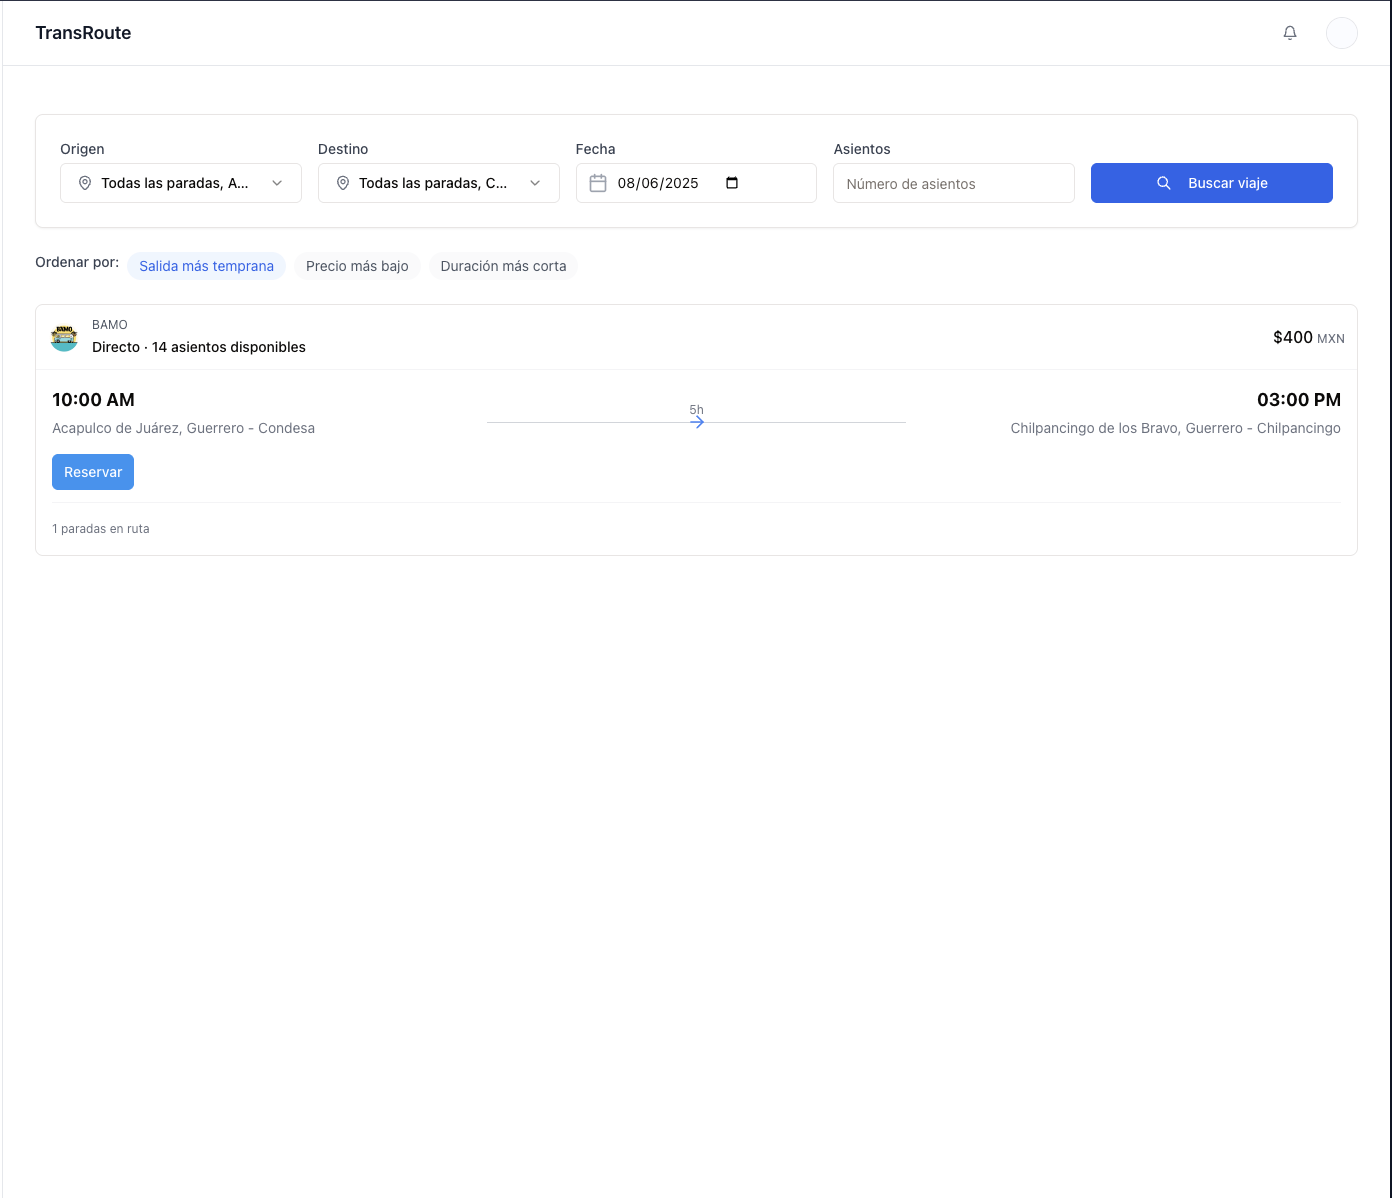 TransRoute
Origen
Destino
Fecha
Asientos
Todas las paradas, A...
Todas las paradas, C...
08/06/2025
Número de asientos
Buscar viaje
Ordenar por:
Salida más temprana
Precio más bajo
Duración más corta
BAMO
BAMO
Directo · 14 asientos disponibles
$400 MXN
10:00 AM
5h
03:00 PM
Acapulco de Juárez, Guerrero - Condesa
Chilpancingo de los Bravo, Guerrero - Chilpancingo
Reservar
1 paradas en ruta